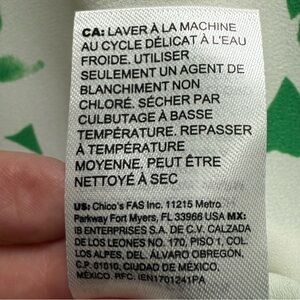 CA: LAVER À LA MACHINE
AU CYCLE DÉLICAT À L'EAU
FROIDE. UTILISER
SEULEMENT UN AGENT DE
BLANCHIMENT NON
CHLORÉ. SÉCHER PAR
CULBUTAGE À BASSE
TEMPÉRATURE. REPASSER
À TEMPÉRATURE
MOYENNE. PEUT ÊTRE
NETTOYÉ À SEC
US: Chico's FAS Inc. 11215 Metro
Parkway Fort Myers, FL 33966 USA MX:
IB ENTERPRISES S.A. DE C.V. CALZADA
DE LOS LEONES NO. 170, PISO 1, COL.
LOS ALPES, DEL. ÁLVARO OBREGÓN,
C.P. 01010, CIUDAD DE MÉXICO,
MÉXICO. RFC. IEN1701241PA